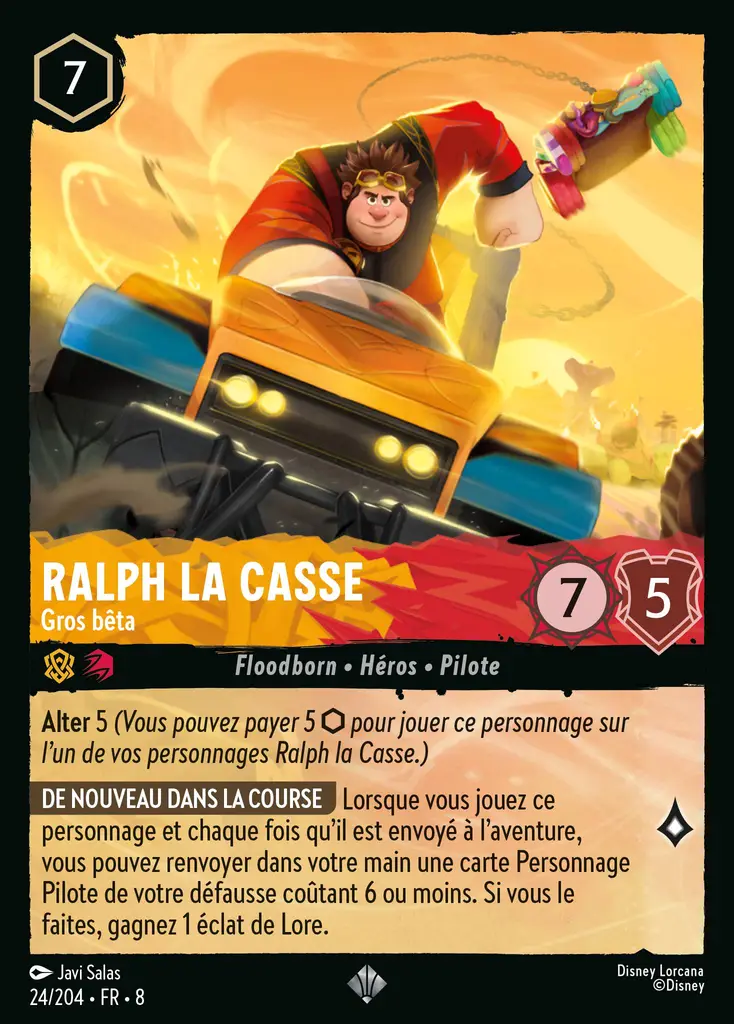 7
RALPH LA CASSE
Gros bêta
7
5
Floodborn • Héros • Pilote
Alter 5 (Vous pouvez payer 5 ⬡ pour jouer ce personnage sur
l'un de vos personnages Ralph la Casse.)
DE NOUVEAU DANS LA COURSE Lorsque vous jouez ce
personnage et chaque fois qu'il est envoyé à l'aventure,
vous pouvez renvoyer dans votre main une carte Personnage
Pilote de votre défausse coûtant 6 ou moins. Si vous le
faites, gagnez 1 éclat de Lore.
Javi Salas
24/204 • FR • 8
Disney Lorcana
©Disney